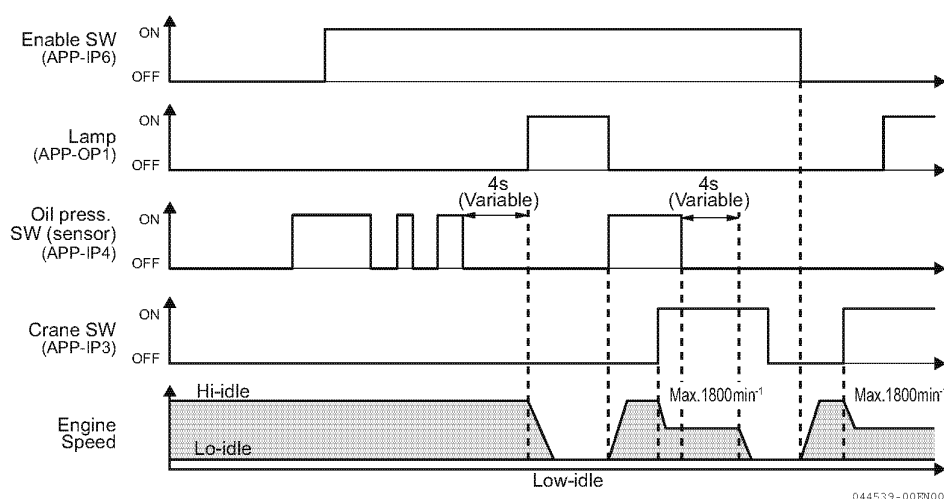 Enable SW
(APP-IP6)
ON
OFF
Lamp
(APP-OP1)
ON
OFF
4s
(Variable)
4s
(Variable)
Oil press.
SW (sensor)
(APP-IP4)
ON
OFF
Crane SW
(APP-IP3)
ON
OFF
Hi-idle
Max.1800min-1
Max.1800min-1
Engine
Speed
Lo-idle
Low-idle
044539-00EN00